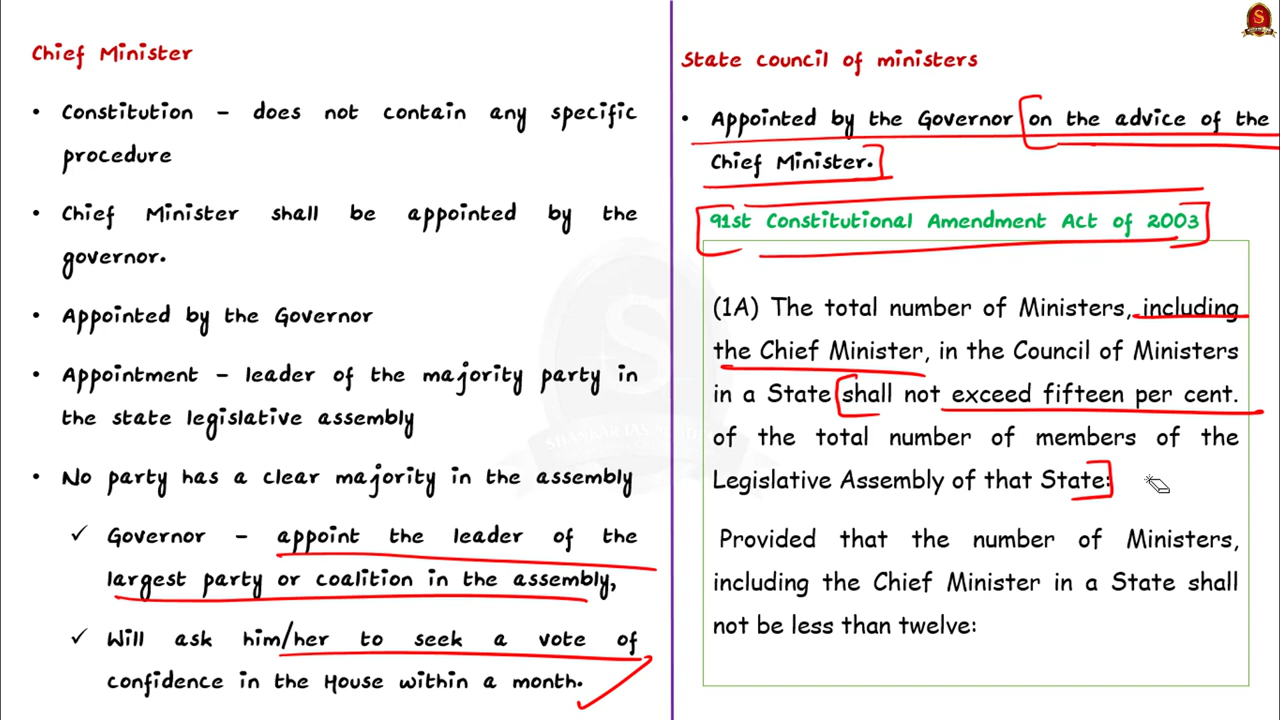 Chief Minister
• Constitution – does not contain any specific
procedure
• Chief Minister shall be appointed by the
governor.
• Appointed by the Governor
• Appointment – leader of the majority party in
the state legislative assembly
• No party has a clear majority in the assembly
✓ Governor – appoint the leader of the
largest party or coalition in the assembly,
✓ Will ask him/her to seek a vote of
confidence in the House within a month.
State council of ministers
• Appointed by the Governor on the advice of the
Chief Minister.
91st Constitutional Amendment Act of 2003
(1A) The total number of Ministers, including
the Chief Minister, in the Council of Ministers
in a State shall not exceed fifteen per cent.
of the total number of members of the
Legislative Assembly of that State:
Provided that the number of Ministers,
including the Chief Minister in a State shall
not be less than twelve:
S